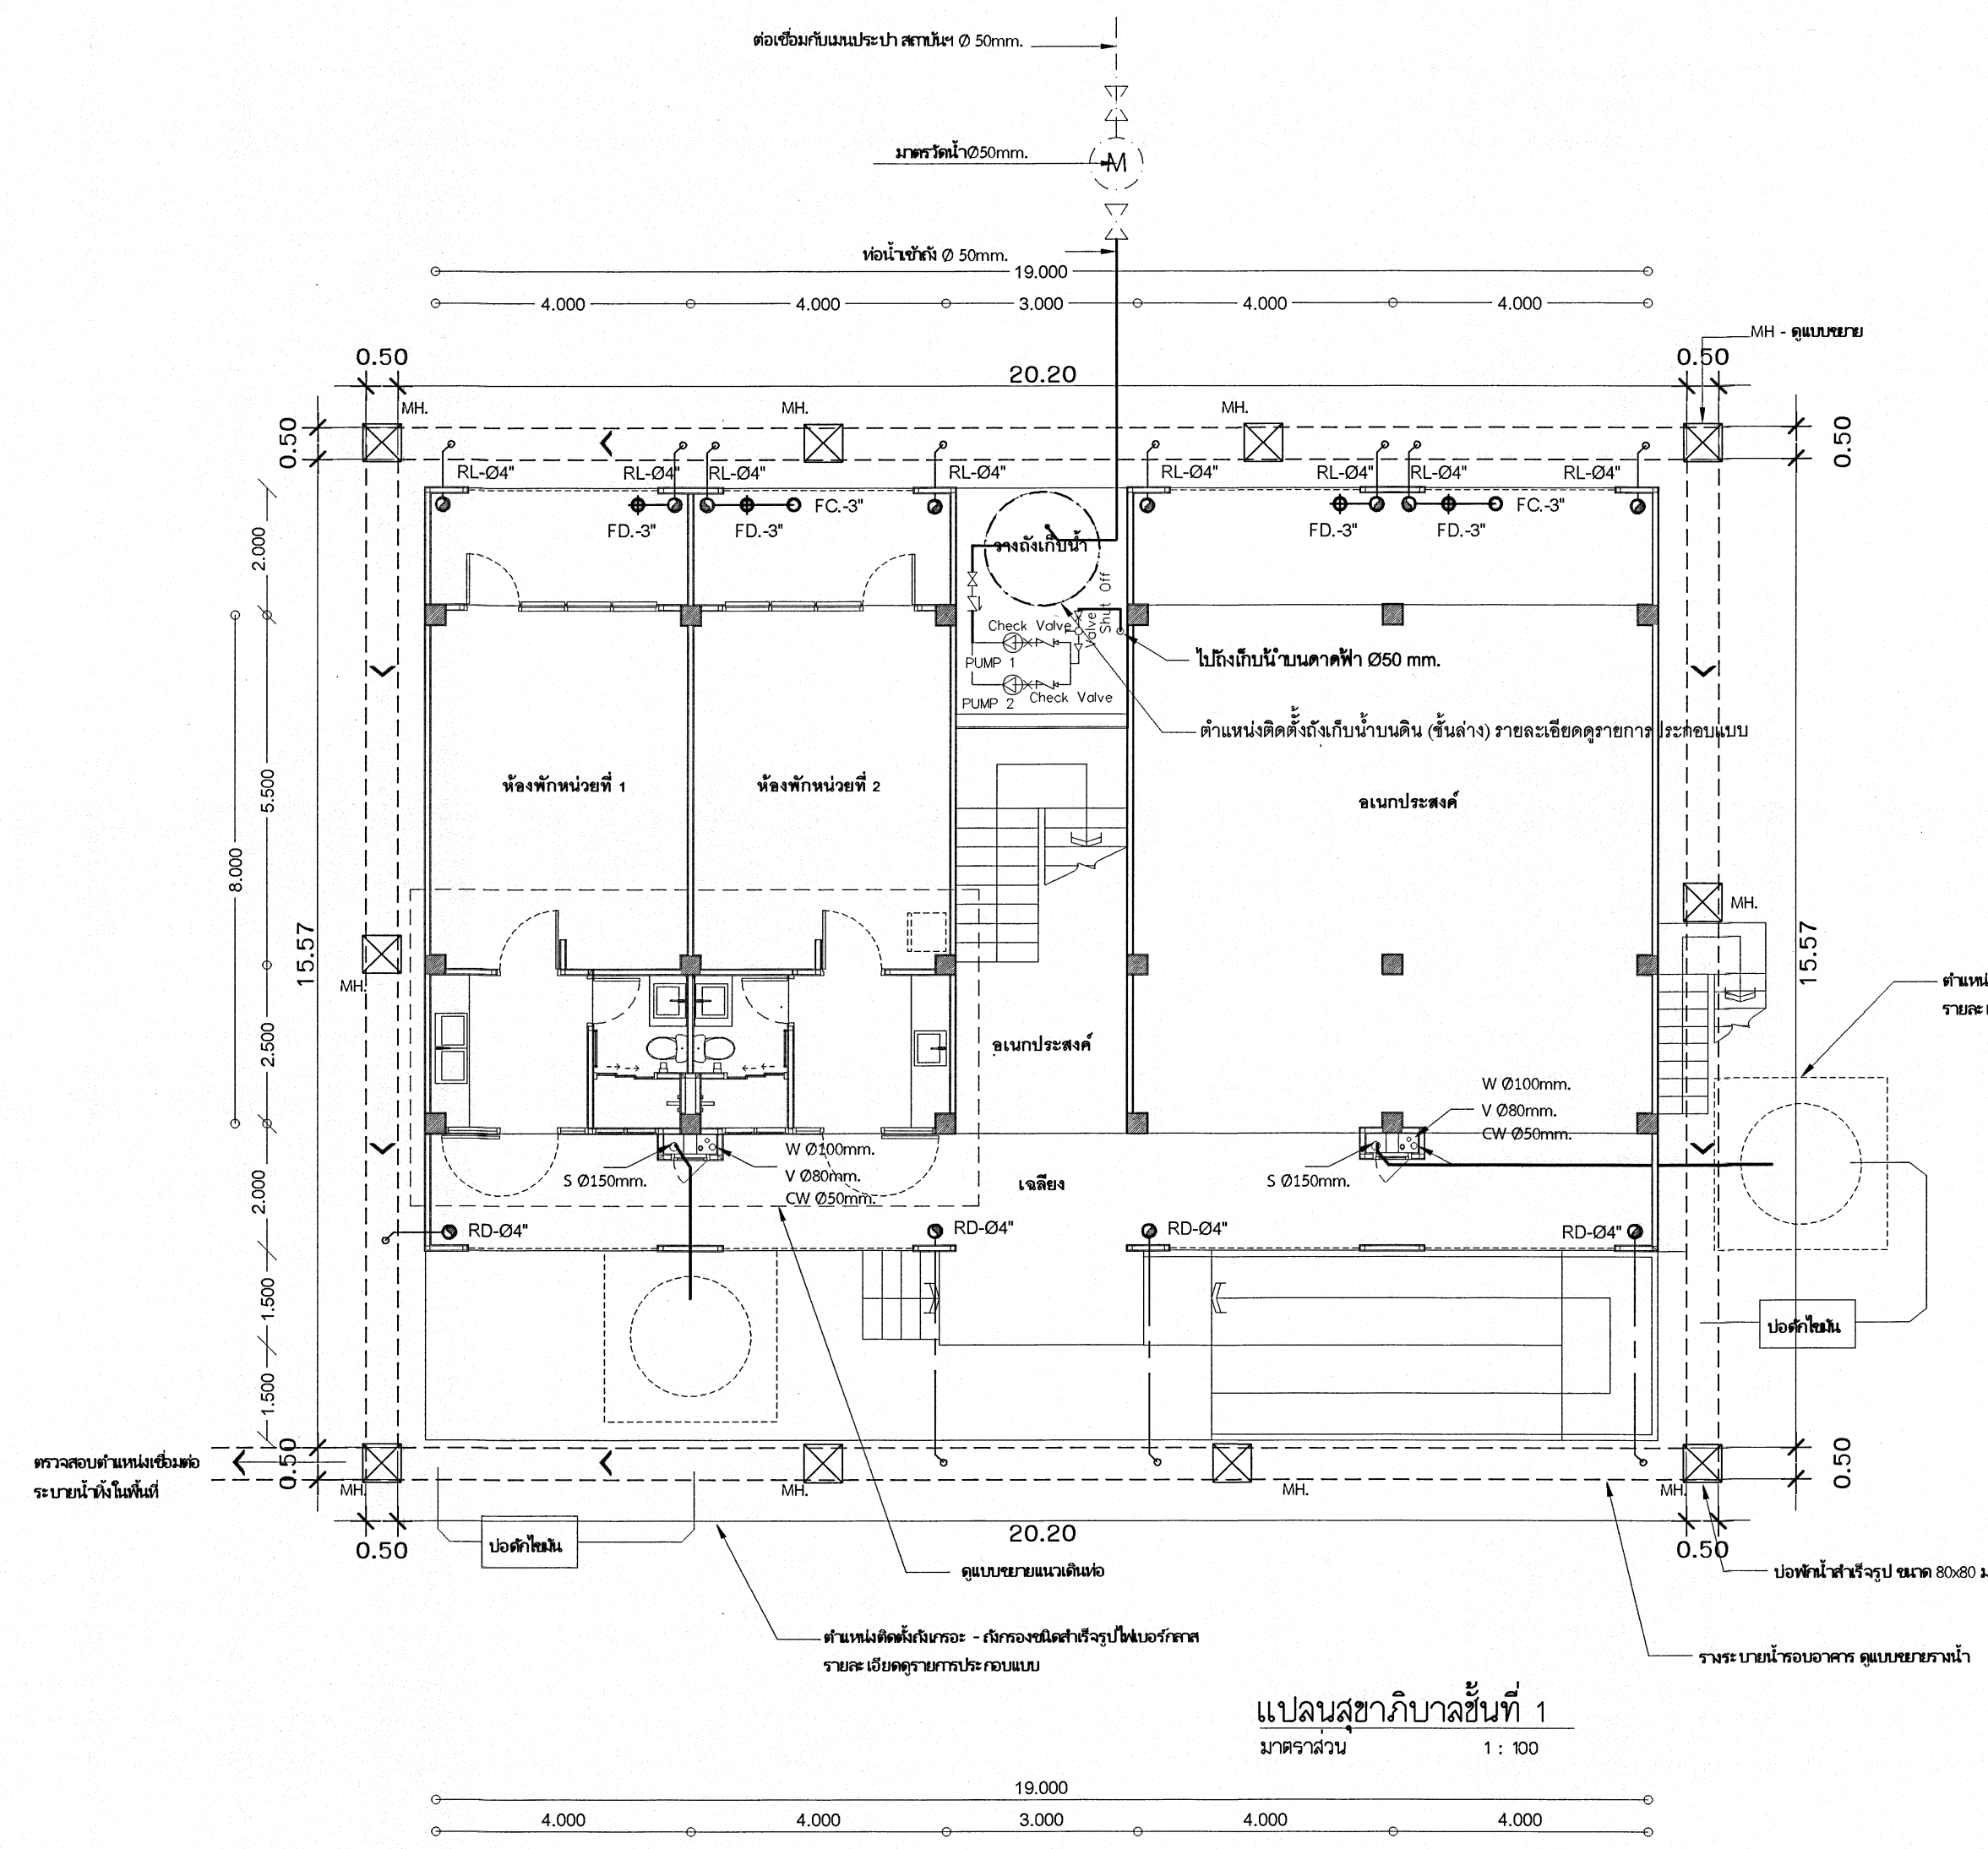 ต่อเชื่อมกับเมนประปา สถาบันฯ Ø 50mm.
M
มาตรวัดน้ำØ50mm.
ท่อน้ำเข้าถัง Ø 50mm.
19.000
4.000 4.000 3.000 4.000 4.000
MH - ดูแบบขยาย
0.50 20.20 0.50
MH. MH. MH.
0.50 0.50
RL-Ø4" RL-Ø4" RL-Ø4" RL-Ø4" RL-Ø4" RL-Ø4" RL-Ø4" RL-Ø4"
FC.-3" FC.-3"
FD.-3" FD.-3" FD.-3" FD.-3"
2.000
วางถังเก็บน้ำ
Valve Shut Off
Check Valve
PUMP 1
ไปถังเก็บน้ำบนดาดฟ้า Ø50 mm.
PUMP 2 Check Valve
ตำแหน่งติดตั้งถังเก็บน้ำบนดิน (ชั้นล่าง) รายละเอียดดูรายการประกอบแบบ
5.500
ห้องพักหน่วยที่ 1 ห้องพักหน่วยที่ 2 อเนกประสงค์
8.000
MH.
15.57 15.57
MH.
ตำแหน่
รายละเ
2.500
อเนกประสงค์
W Ø100mm.
V Ø80mm.
CW Ø50mm.
W Ø100mm.
V Ø80mm.
CW Ø50mm.
S Ø150mm. S Ø150mm.
เฉลียง
2.000
RD-Ø4" RD-Ø4" RD-Ø4" RD-Ø4"
1.500
บ่อดักไขมัน
1.500
ตรวจสอบตำแหน่งเชื่อมต่อ
ระบายน้ำทิ้งในพื้นที่
0.50 0.50
MH. MH. MH. MH.
0.50 20.20 0.50
บ่อดักไขมัน
ดูแบบขยายแนวเดินท่อ
บ่อพักน้ำสำเร็จรูป ขนาด 80x80 ม
ตำแหน่งติดตั้งถังเกรอะ - ถังกรองชนิดสำเร็จรูปไฟเบอร์กลาส
รายละเอียดดูรายการประกอบแบบ
รางระบายน้ำรอบอาคาร ดูแบบขยายรางน้ำ
แปลนสุขาภิบาลชั้นที่ 1
มาตราส่วน 1 : 100
19.000
4.000 4.000 3.000 4.000 4.000